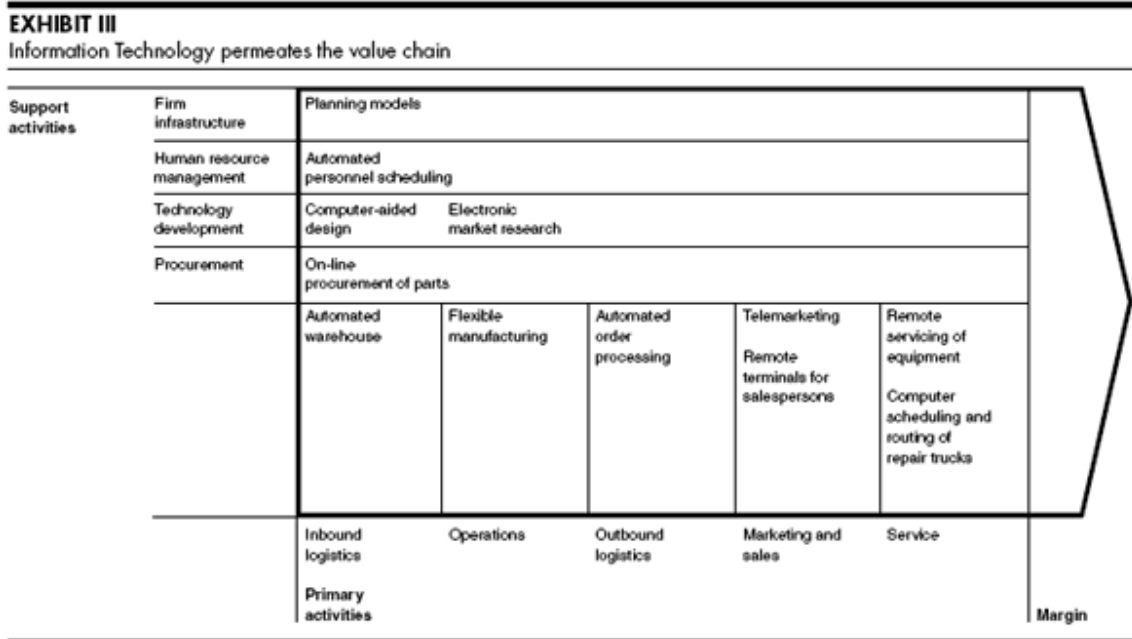 EXHIBIT III
Information Technology permeates the value chain
Support
activities
Firm
infrastructure
Planning models
Human resource
management
Automated
personnel scheduling
Technology
development
Computer-aided
design
Electronic
market research
Procurement
On-line
procurement of parts
Automated
warehouse
Flexible
manufacturing
Automated
order
processing
Telemarketing
Remote
terminals for
salespersons
Remote
servicing of
equipment
Computer
scheduling and
routing of
repair trucks
Inbound
logistics
Operations
Outbound
logistics
Marketing and
sales
Service
Primary
activities
Margin